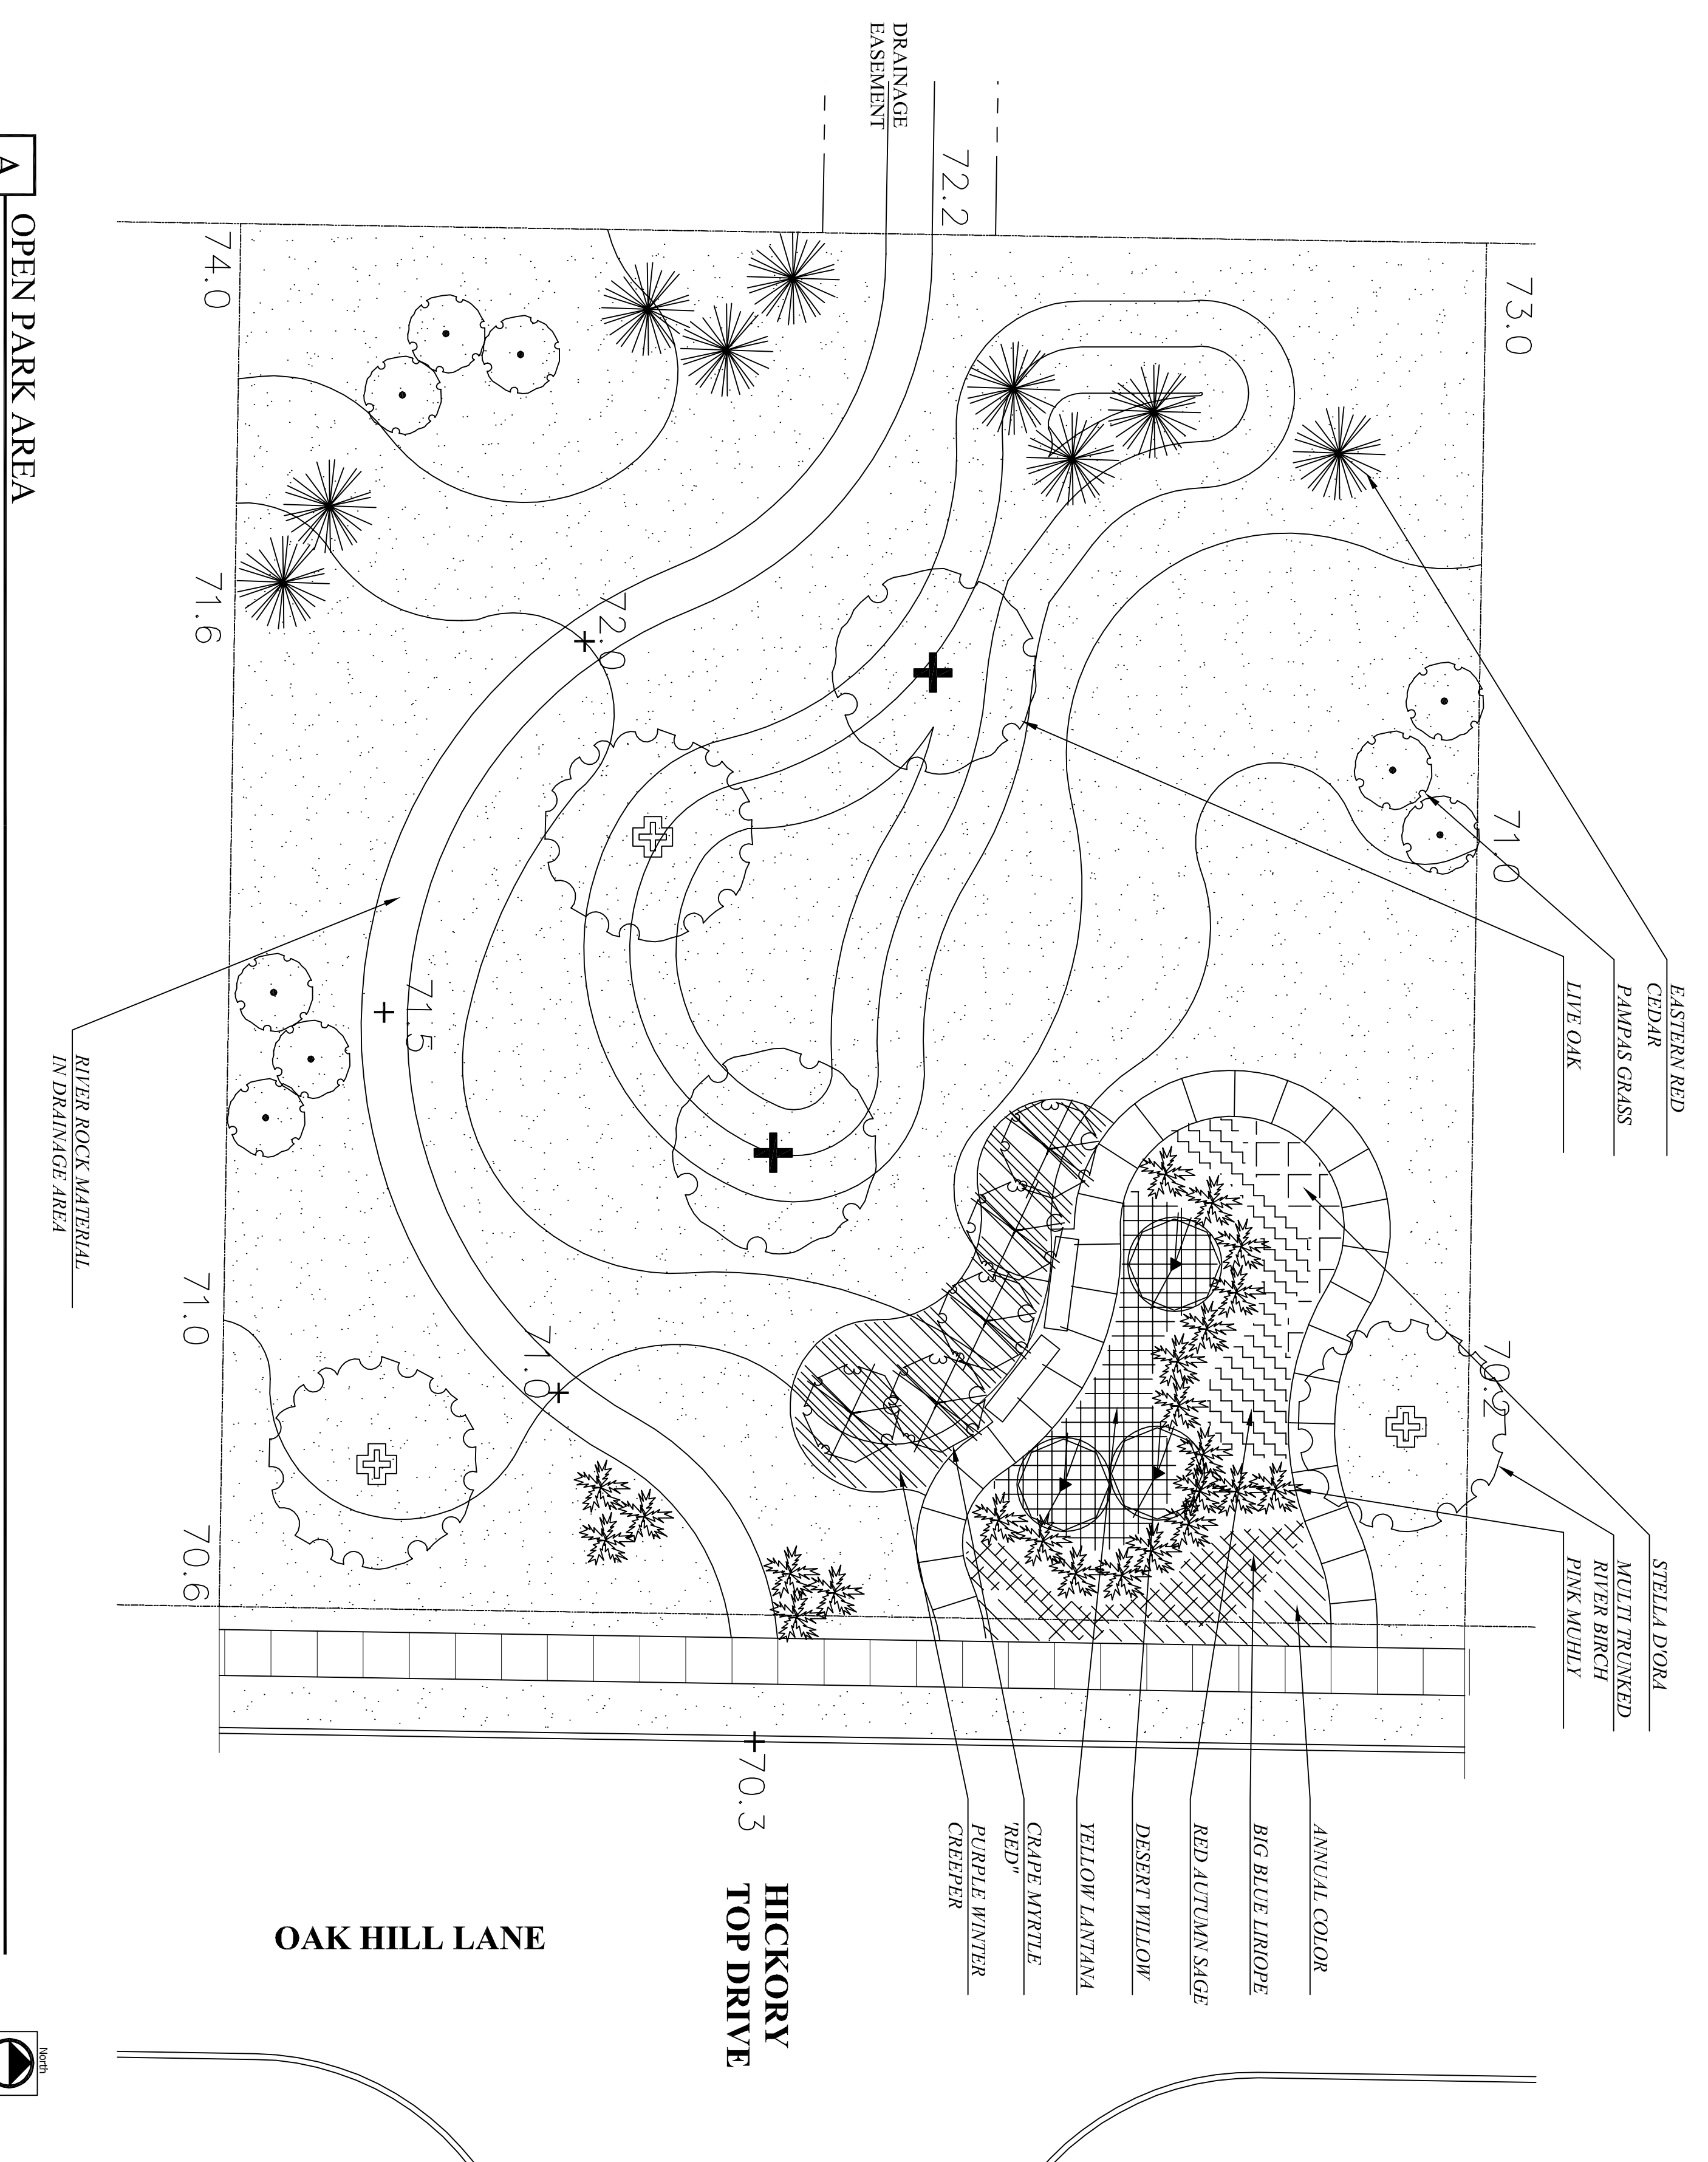 DRAINAGE
EASEMENT
72.2
74.0
73.0
71.6
72.0
71.0
71.5
EASTERN RED
CEDAR
PAMPAS GRASS
LIVE OAK
RIVER ROCK MATERIAL
IN DRAINAGE AREA
71.0
71.0
70.2
70.6
STELLA D'ORA
MULTI TRUNKED
RIVER BIRCH
PINK MUHLY
70.3
ANNUAL COLOR
BIG BLUE LIRIOPE
RED AUTUMN SAGE
DESERT WILLOW
YELLOW LANTANA
CRAPE MYRTLE
'RED"
PURPLE WINTER
CREEPER
HICKORY
TOP DRIVE
OAK HILL LANE
A
OPEN PARK AREA
North